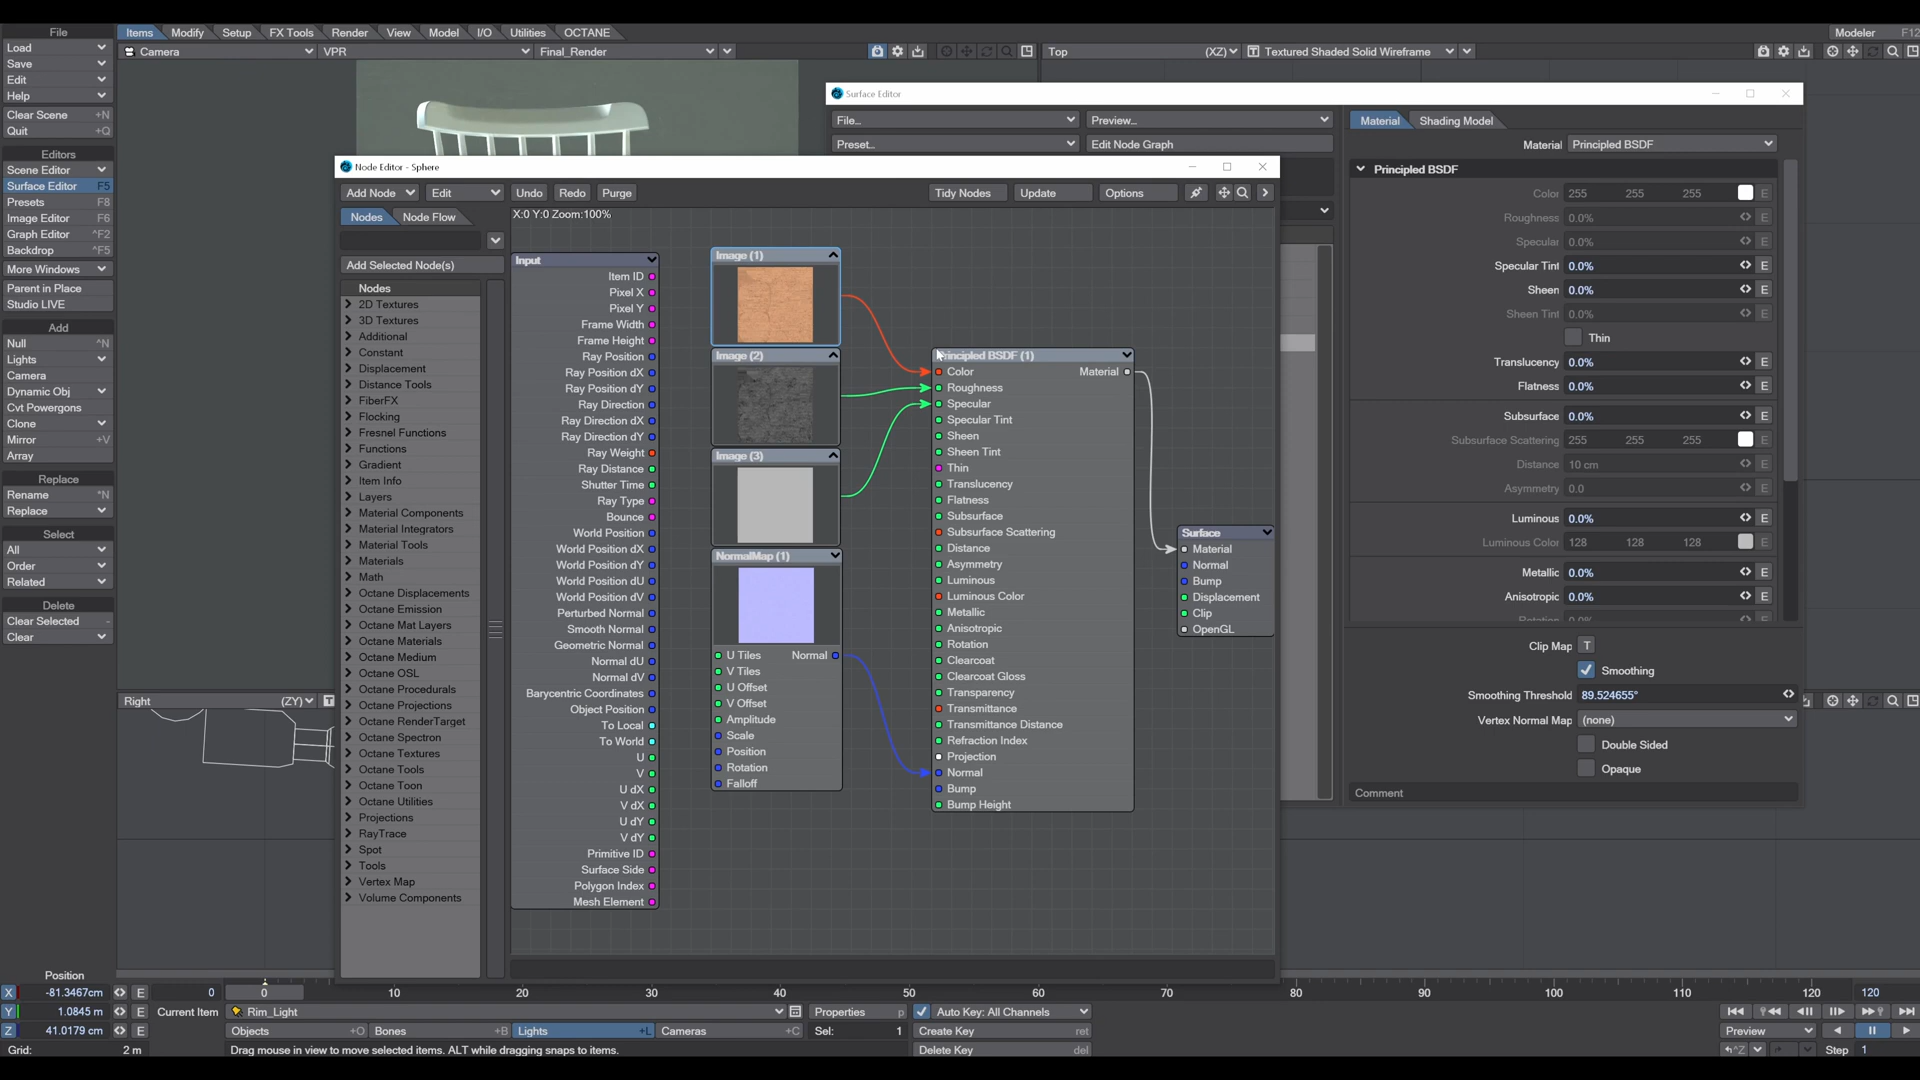 File
Items Modify Setup FX Tools Render View Model I/O Utilities OCTANE
Modeler F12
Load
Save
Edit
Help
Clear Scene +N
Quit +Q
Editors
Scene Editor
Surface Editor F5
Presets F8
Image Editor F6
Graph Editor ^F2
Backdrop ^F5
More Windows
Parent in Place
Studio LIVE
Add
Null ^N
Lights
Camera
Dynamic Obj
Cvt Powergons
Clone
Mirror +V
Array
Replace
Rename ^N
Replace
Select
All
Order
Related
Delete
Clear Selected -
Clear
Camera VPR Final_Render
Top (XZ) Textured Shaded Solid Wireframe
Right (ZY)
Surface Editor
File...
Preview...
Preset...
Edit Node Graph
Material Shading Model
Material Principled BSDF
Principled BSDF
Color 255 255 255 E
Roughness 0.0% E
Specular 0.0% E
Specular Tint 0.0% E
Sheen 0.0% E
Sheen Tint 0.0% E
Thin
Translucency 0.0% E
Flatness 0.0% E
Subsurface 0.0% E
Subsurface Scattering 255 255 255 E
Distance 10 cm E
Asymmetry 0.0 E
Luminous 0.0% E
Luminous Color 128 128 128 E
Metallic 0.0% E
Anisotropic 0.0% E
Rotation 0.0% E
Clip Map T
Smoothing
Smoothing Threshold 89.524655°
Vertex Normal Map (none)
Double Sided
Opaque
Comment
Node Editor - Sphere
Add Node Edit Undo Redo Purge Tidy Nodes Update Options
Nodes Node Flow
X:0 Y:0 Zoom:100%
Add Selected Node(s)
Nodes
2D Textures
3D Textures
Additional
Constant
Displacement
Distance Tools
FiberFX
Flocking
Fresnel Functions
Functions
Gradient
Item Info
Layers
Material Components
Material Integrators
Material Tools
Materials
Math
Octane Displacements
Octane Emission
Octane Mat Layers
Octane Materials
Octane Medium
Octane OSL
Octane Procedurals
Octane Projections
Octane RenderTarget
Octane Spectron
Octane Textures
Octane Tools
Octane Toon
Octane Utilities
Projections
RayTrace
Spot
Tools
Vertex Map
Volume Components
Input
Item ID
Pixel X
Pixel Y
Frame Width
Frame Height
Ray Position
Ray Position dX
Ray Position dY
Ray Direction
Ray Direction dX
Ray Direction dY
Ray Weight
Ray Distance
Shutter Time
Ray Type
Bounce
World Position
World Position dX
World Position dY
World Position dU
World Position dV
Perturbed Normal
Smooth Normal
Geometric Normal
Normal dU
Normal dV
Barycentric Coordinates
Object Position
To Local
To World
U
V
U dX
V dX
U dY
V dY
Primitive ID
Surface Side
Polygon Index
Mesh Element
Image (1)
Image (2)
Image (3)
NormalMap (1)
U Tiles Normal
V Tiles
U Offset
V Offset
Amplitude
Scale
Position
Rotation
Falloff
Principled BSDF (1)
Color Material
Roughness
Specular
Specular Tint
Sheen
Sheen Tint
Thin
Translucency
Flatness
Subsurface
Subsurface Scattering
Distance
Asymmetry
Luminous
Luminous Color
Metallic
Anisotropic
Rotation
Clearcoat
Clearcoat Gloss
Transparency
Transmittance
Transmittance Distance
Refraction Index
Projection
Normal
Bump
Bump Height
Surface
Material
Normal
Bump
Displacement
Clip
OpenGL
Position
X -81.3467cm E 0 0 10 20 30 40 50 60 70 80 90 100 110 120 120
Y 1.0845 m E Current Item Rim_Light Properties p Auto Key: All Channels
Z 41.0179 cm E Objects +O Bones +B Lights +L Cameras +C Sel: 1 Create Key ret Preview
Grid: 2 m Drag mouse in view to move selected items. ALT while dragging snaps to items. Delete Key del ^Z Step 1